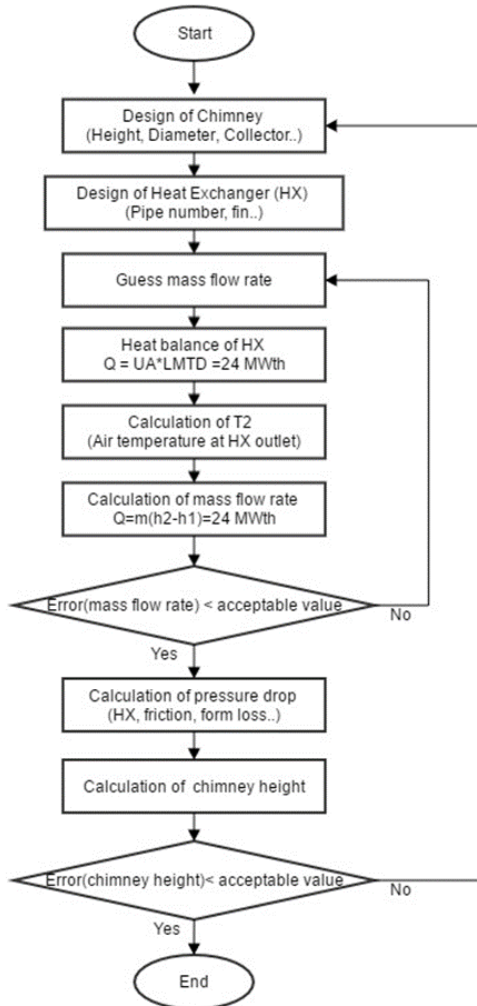 Start
Design of Chimney
(Height, Diameter, Collector..)
Design of Heat Exchanger (HX)
(Pipe number, fin..)
Guess mass flow rate
Heat balance of HX
Q = UA*LMTD =24 MWth
Calculation of T2
(Air temperature at HX outlet)
Calculation of mass flow rate
Q=m(h2-h1)=24 MWth
Error(mass flow rate) < acceptable value
No
Yes
Calculation of pressure drop
(HX, friction, form loss..)
Calculation of chimney height
Error(chimney height)< acceptable value
No
Yes
End